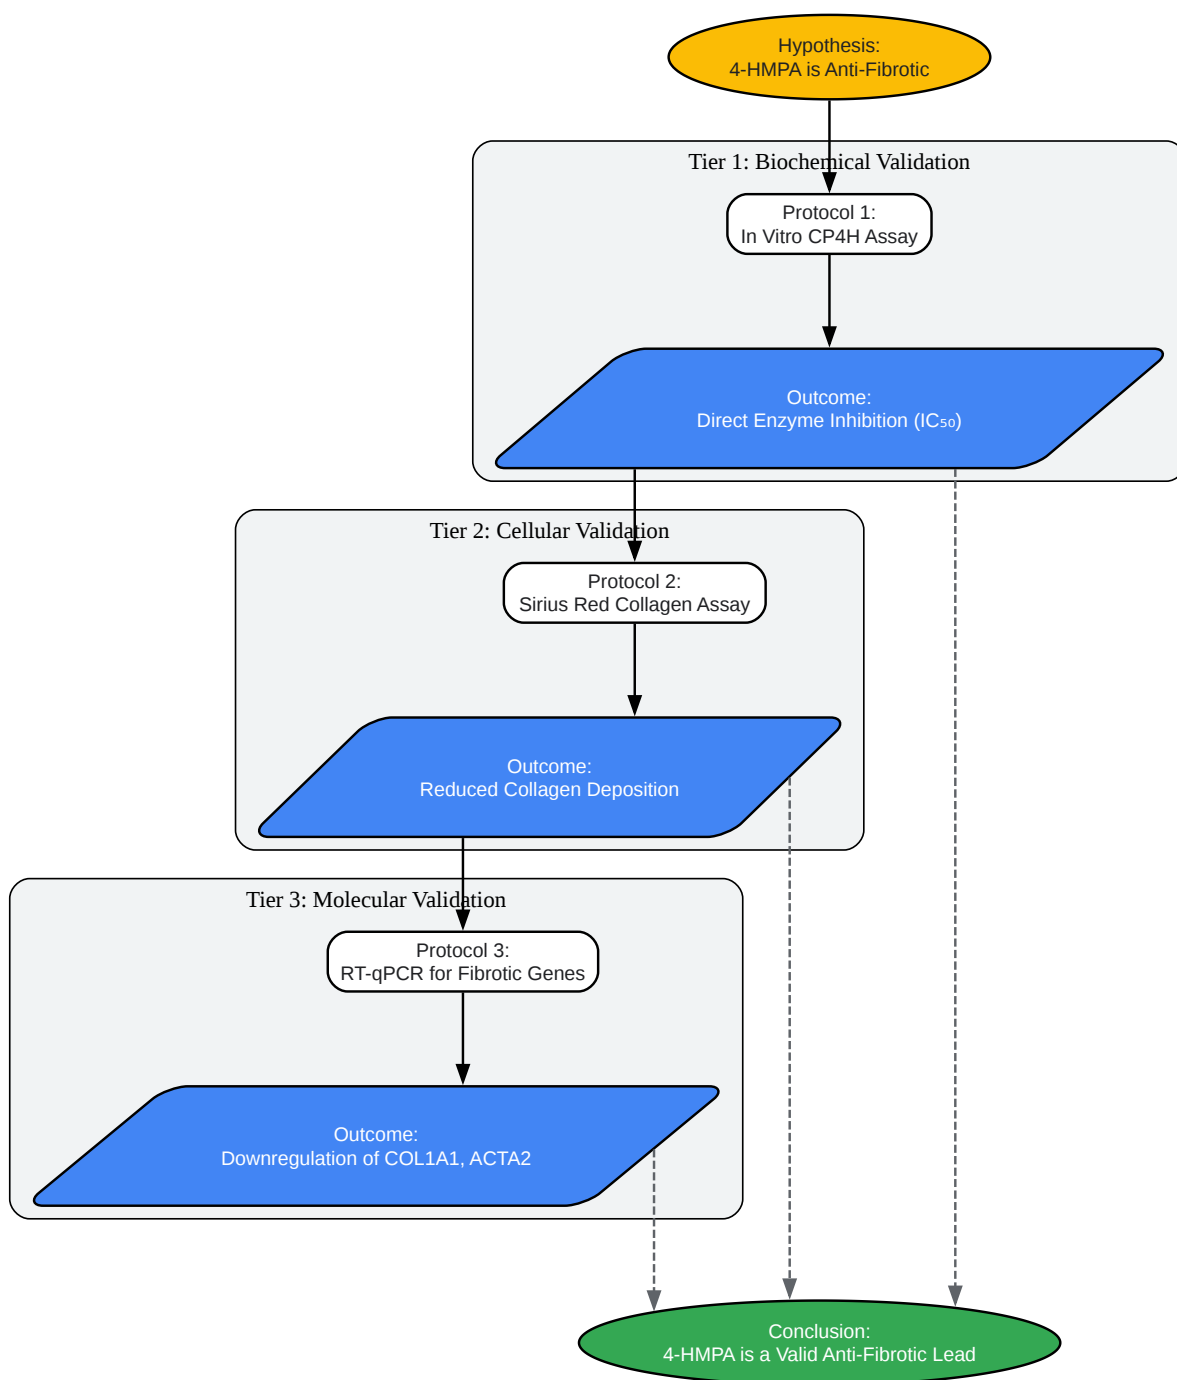 Hypothesis:
4-HMPA is Anti-Fibrotic
Tier 1: Biochemical Validation
Protocol 1:
In Vitro CP4H Assay
Outcome:
Direct Enzyme Inhibition (IC₅₀)
Tier 2: Cellular Validation
Protocol 2:
Sirius Red Collagen Assay
Outcome:
Reduced Collagen Deposition
Tier 3: Molecular Validation
Protocol 3:
RT-qPCR for Fibrotic Genes
Outcome:
Downregulation of COL1A1, ACTA2
Conclusion:
4-HMPA is a Valid Anti-Fibrotic Lead